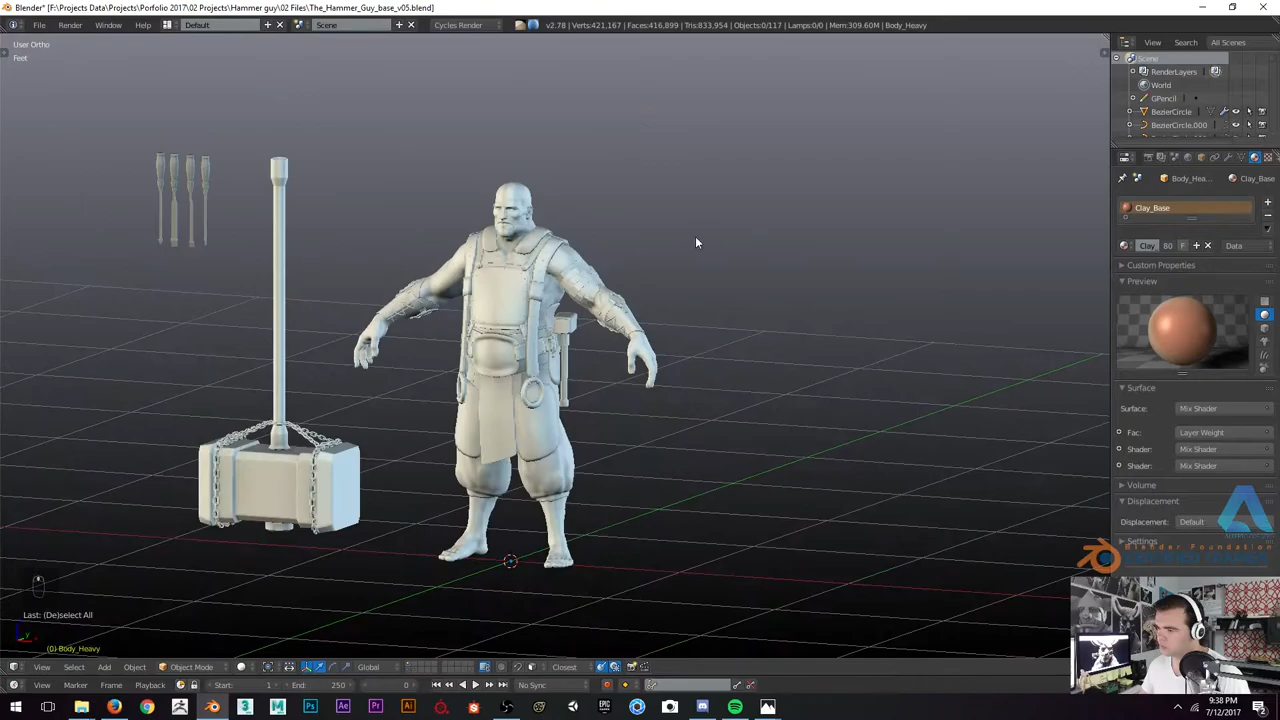 Blender* [F:\Projects Data\Projects\Porfolio 2017\02 Projects\Hammer guy\02 Files\The_Hammer_Guy_base_v05.blend]
File Render Window Help Default Scene Cycles Render v2.78 | Verts:421,167 | Faces:416,899 | Tris:833,954 | Objects:0/117 | Lamps:0/0 | Mem:309.60M | Body_Heavy
View Search All Scenes
User Ortho
Feet
Scene
RenderLayers
World
GPencil
BezierCircle
BezierCircle.000
Body_Hea... Clay_Base
Clay_Base
Clay 80 F Data
Custom Properties
Preview
Surface
Surface: Mix Shader
Fac: Layer Weight
Shader: Mix Shader
Shader: Mix Shader
Volume
Displacement
Displacement: Default
Settings
Blender Foundation
Last: (De)select All
(0) Body_Heavy
View Select Add Object Object Mode Global Closest
View Marker Frame Playback Start: 1 End: 250 0 No Sync
9:38 PM
7/12/2017